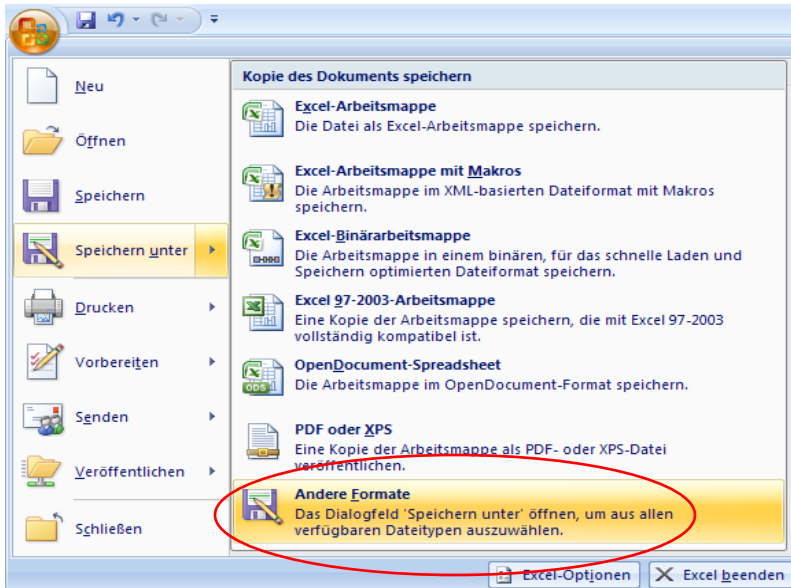 Neu
Öffnen
Speichern
Speichern unter
Drucken
Vorbereiten
Senden
Veröffentlichen
Schließen
Kopie des Dokuments speichern
Excel-Arbeitsmappe
Die Datei als Excel-Arbeitsmappe speichern.
Excel-Arbeitsmappe mit Makros
Die Arbeitsmappe im XML-basierten Dateiformat mit Makros
speichern.
Excel-Binärarbeitsmappe
Die Arbeitsmappe in einem binären, für das schnelle Laden und
Speichern optimierten Dateiformat speichern.
Excel 97-2003-Arbeitsmappe
Eine Kopie der Arbeitsmappe speichern, die mit Excel 97-2003
vollständig kompatibel ist.
OpenDocument-Spreadsheet
Die Arbeitsmappe im OpenDocument-Format speichern.
ODS
PDF oder XPS
Eine Kopie der Arbeitsmappe als PDF- oder XPS-Datei
veröffentlichen.
Andere Formate
Das Dialogfeld 'Speichern unter' öffnen, um aus allen
verfügbaren Dateitypen auszuwählen.
Excel-Optionen
Excel beenden